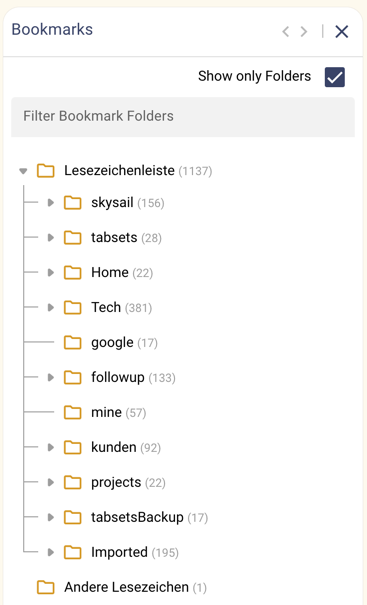 Bookmarks
Show only Folders
Filter Bookmark Folders
Lesezeichenleiste (1137)
skysail (156)
tabsets (28)
Home (22)
Tech (381)
google (17)
followup (133)
mine (57)
kunden (92)
projects (22)
tabsetsBackup (17)
Imported (195)
Andere Lesezeichen (1)